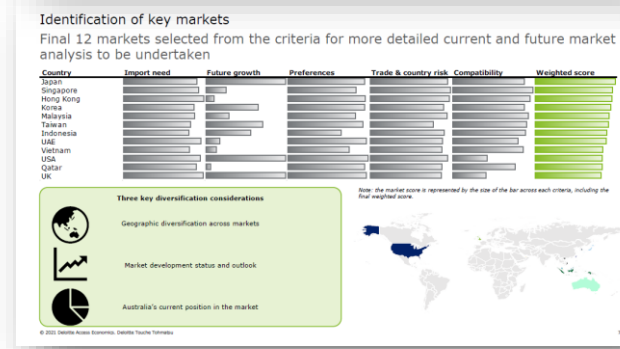 Identification of key markets
Final 12 markets selected from the criteria for more detailed current and future market
analysis to be undertaken
Country Import need Future growth Preferences Trade & country risk Compatibility Weighted score
Japan
Singapore
Hong Kong
Korea
Malaysia
Taiwan
Indonesia
UAE
Vietnam
USA
Qatar
UK
Note: the market score is represented by the size of the bar across each criteria, including the
final weighted score.
Three key diversification considerations
Geographic diversification across markets
Market development status and outlook
Australia's current position in the market
© 2021 Deloitte Access Economics. Deloitte Touche Tohmatsu